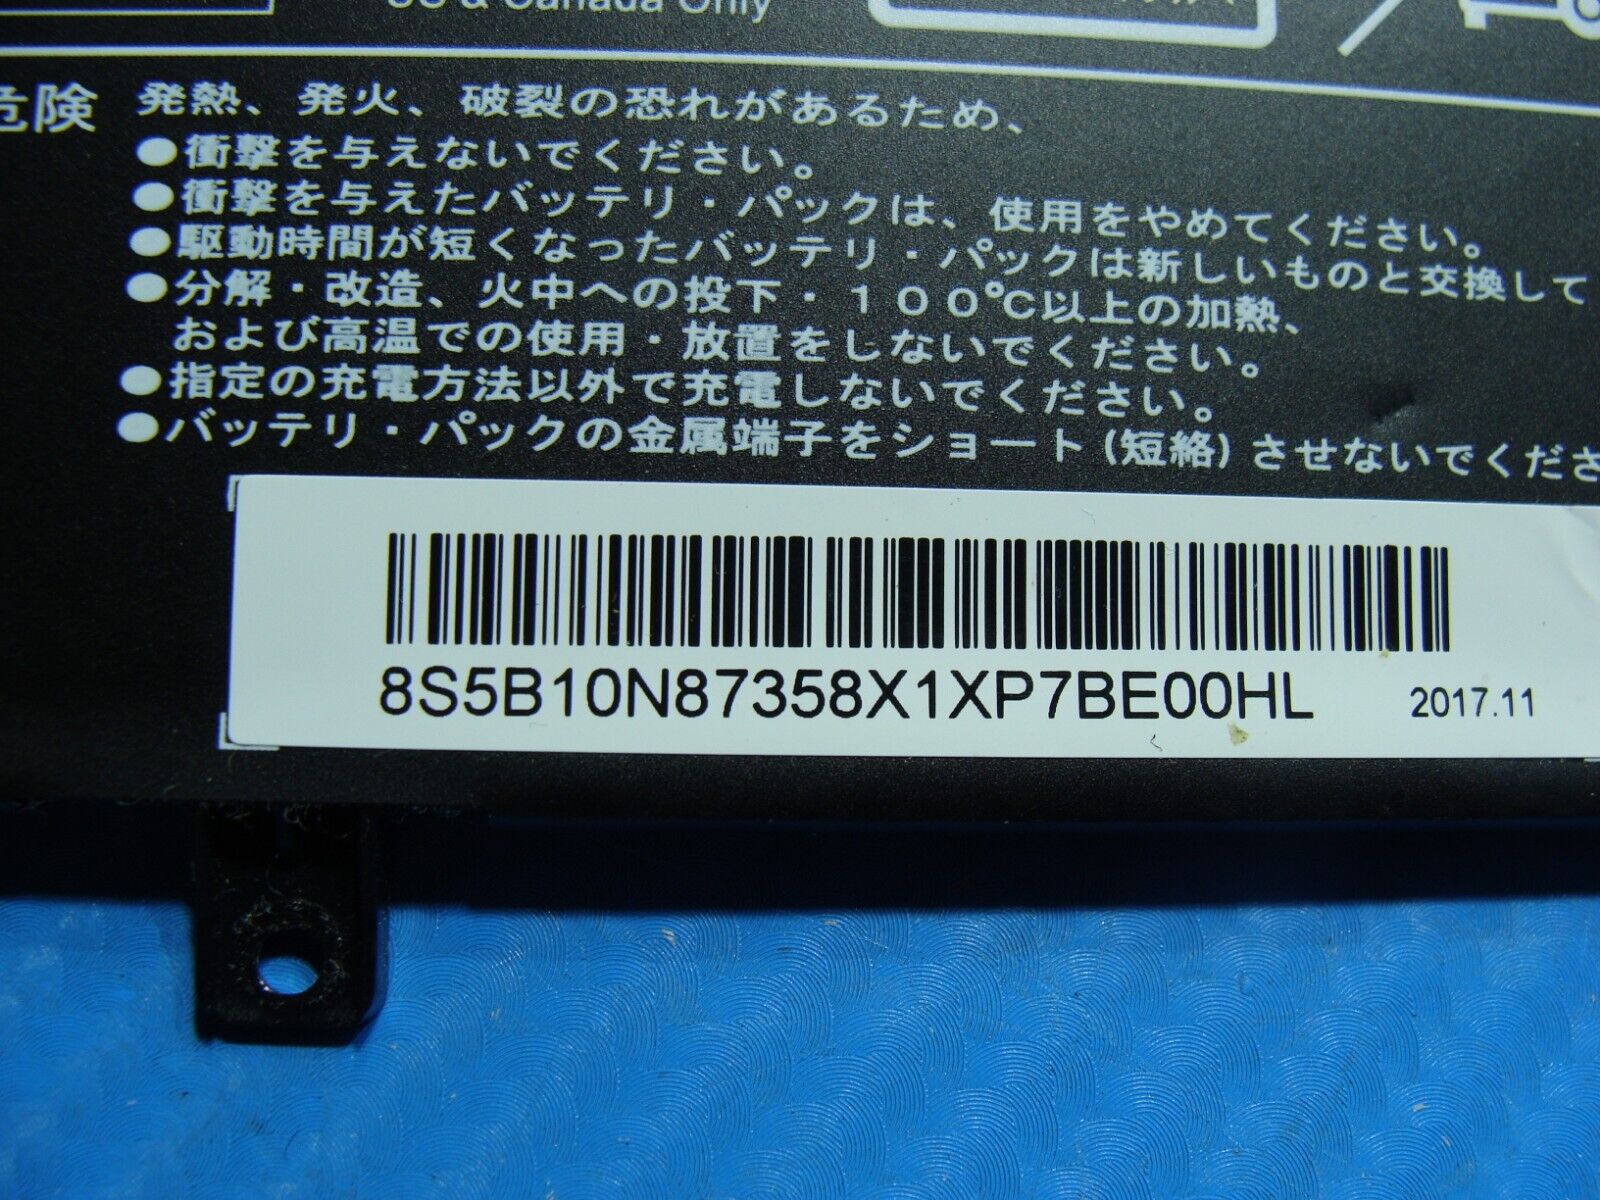 US & Canada Only
危険 発熱、発火、破裂の恐れがあるため、
●衝撃を与えないでください。
●衝撃を与えたバッテリ・パックは、使用をやめてください。
●駆動時間が短くなったバッテリ・パックは新しいものと交換して
●分解・改造、火中への投下・100℃以上の加熱、
および高温での使用・放置をしないでください。
●指定の充電方法以外で充電しないでください。
●バッテリ・パックの金属端子をショート(短絡)させないでくださ
8S5B10N87358X1XP7BE00HL 2017.11